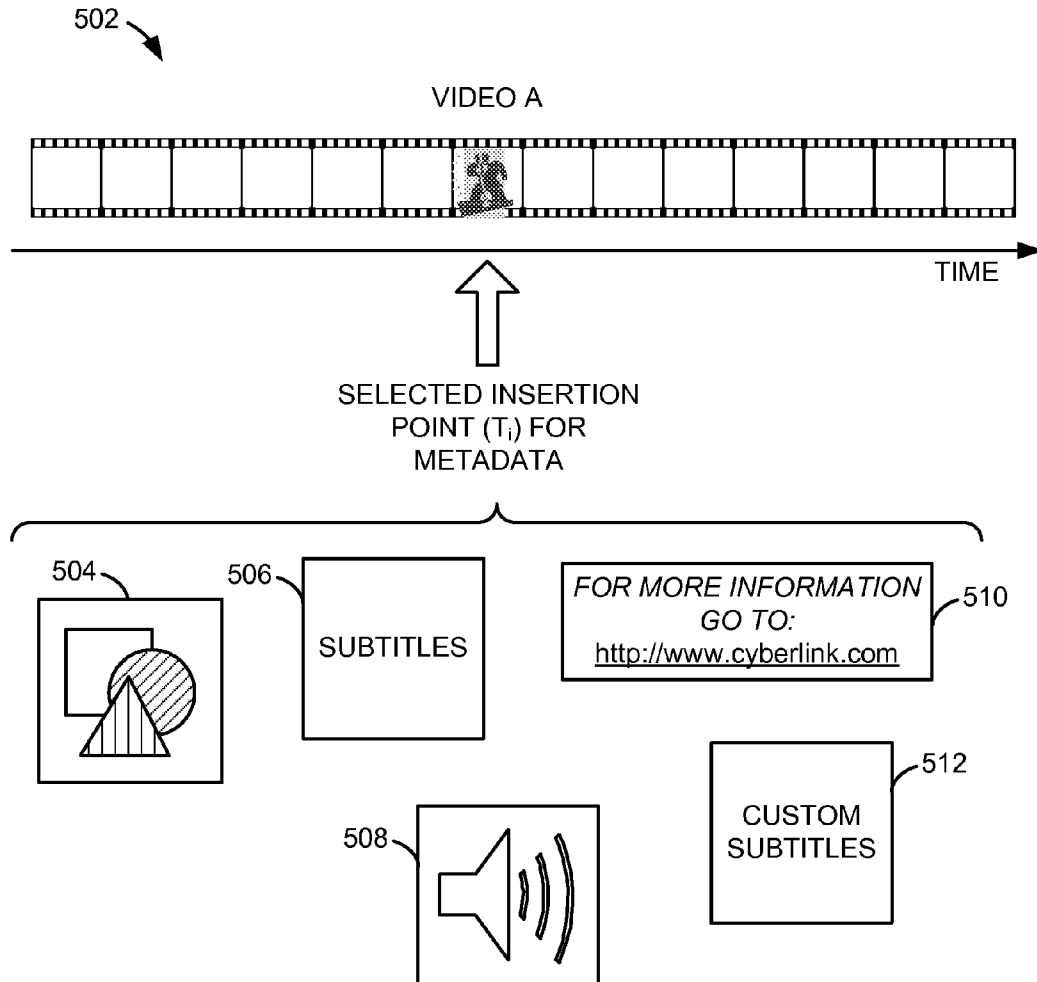 502
VIDEO A
TIME
SELECTED INSERTION
POINT (Ti) FOR
METADATA
504
506
SUBTITLES
FOR MORE INFORMATION
GO TO:
http://www.cyberlink.com
510
508
CUSTOM
SUBTITLES
512